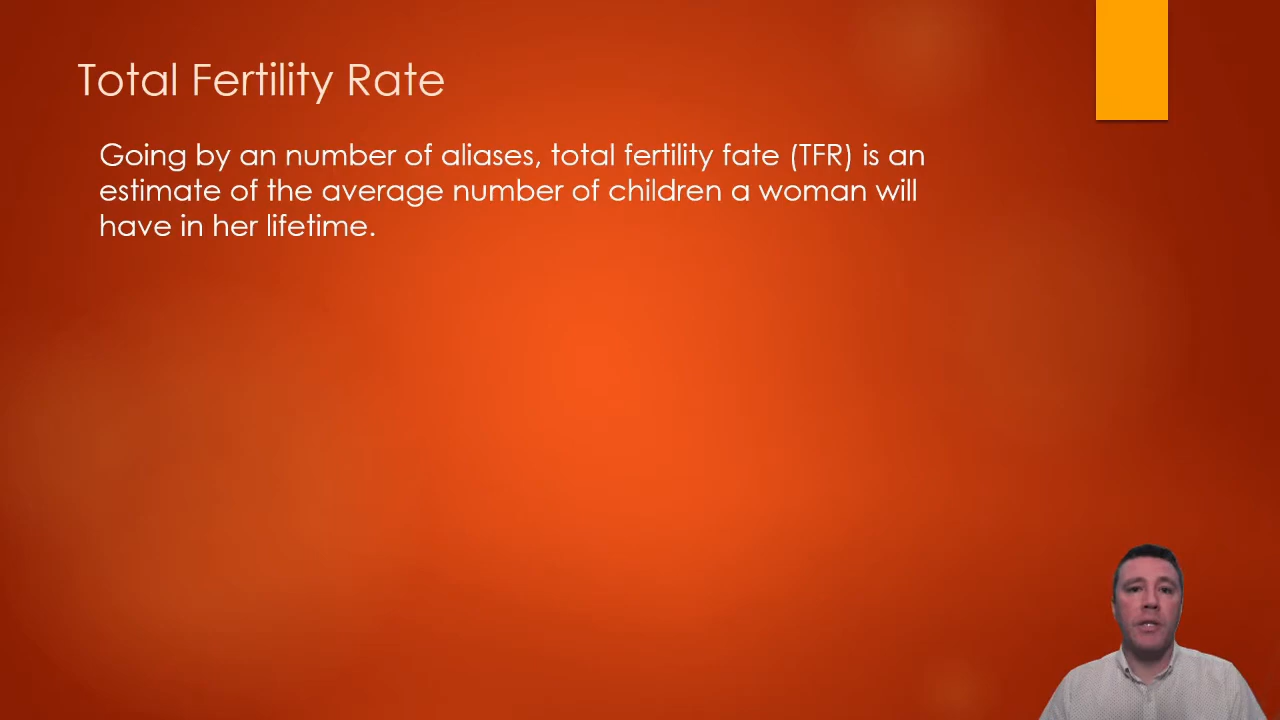 Total Fertility Rate
Going by an number of aliases, total fertility fate (TFR) is an
estimate of the average number of children a woman will
have in her lifetime.